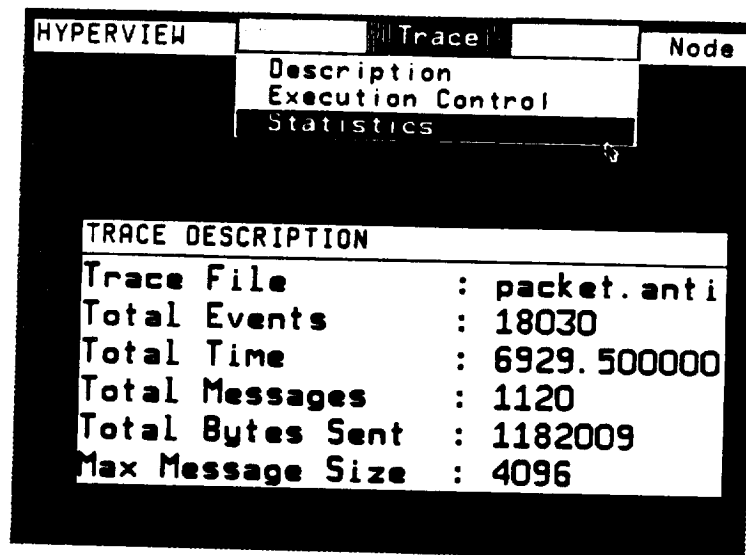 HYPERVIEW Trace Node
Description
Execution Control
Statistics
TRACE DESCRIPTION
Trace File : packet.anti
Total Events : 18030
Total Time : 6929.500000
Total Messages : 1120
Total Bytes Sent : 1182009
Max Message Size : 4096